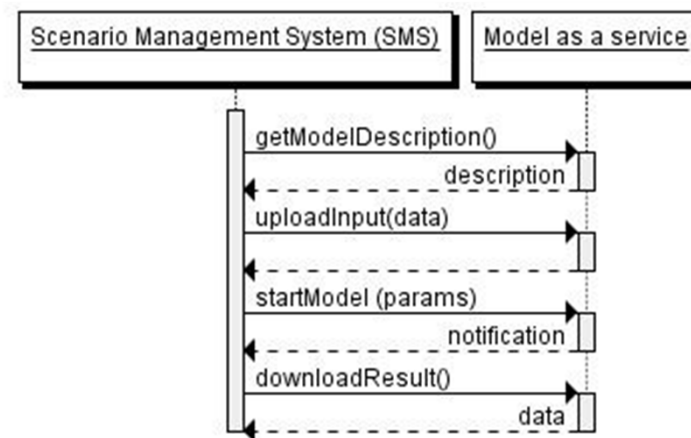 Scenario Management System (SMS)
Model as a service
getModelDescription()
description
uploadInput(data)
startModel (params)
notification
downloadResult()
data